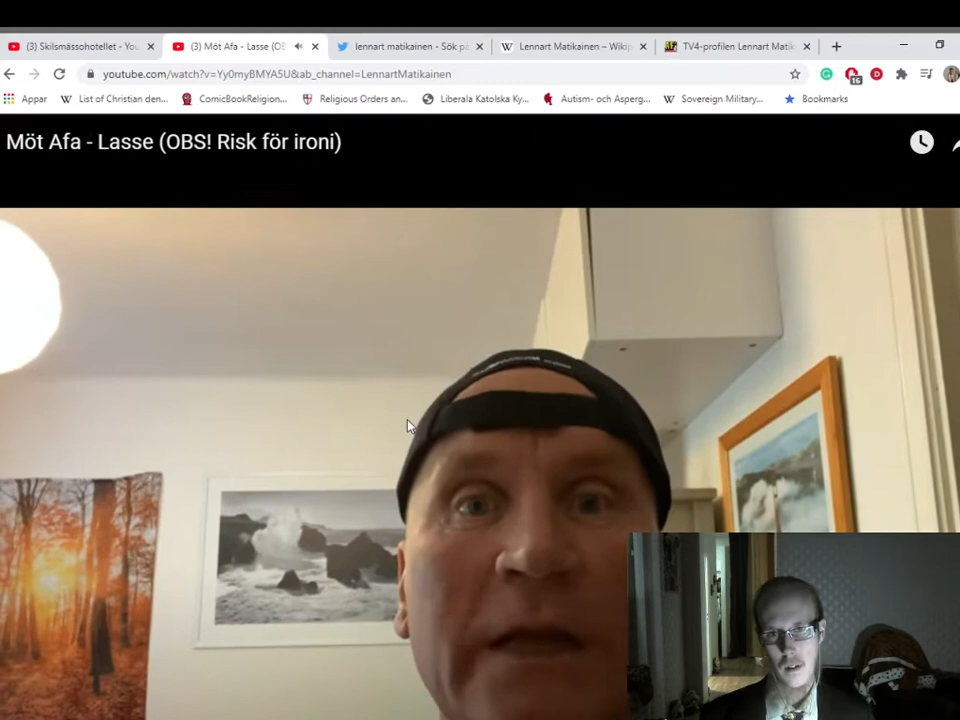 (3) Skilsmässohotellet - You
(3) Möt Afa - Lasse (OB
lennart matikainen - Sök på
Lennart Matikainen – Wikip
TV4-profilen Lennart Matik
youtube.com/watch?v=Yy0myBMYA5U&ab_channel=LennartMatikainen
16
Appar
List of Christian den...
ComicBookReligion...
Religious Orders an...
Liberala Katolska Ky...
Autism- och Asperg...
Sovereign Military...
Bookmarks
Möt Afa - Lasse (OBS! Risk för ironi)